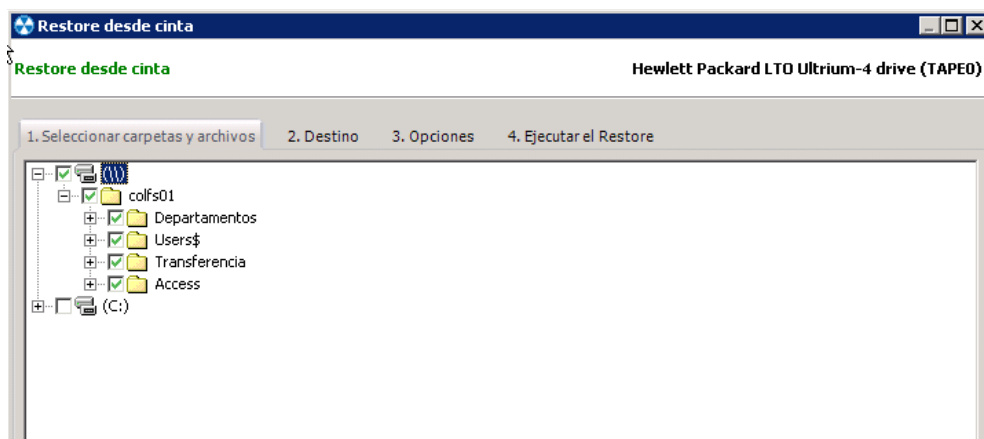 Restore desde cinta
Restore desde cinta Hewlett Packard LTO Ultrium-4 drive (TAPE0)
1. Seleccionar carpetas y archivos 2. Destino 3. Opciones 4. Ejecutar el Restore
(\\)
colfs01
Departamentos
Users$
Transferencia
Access
(C:)